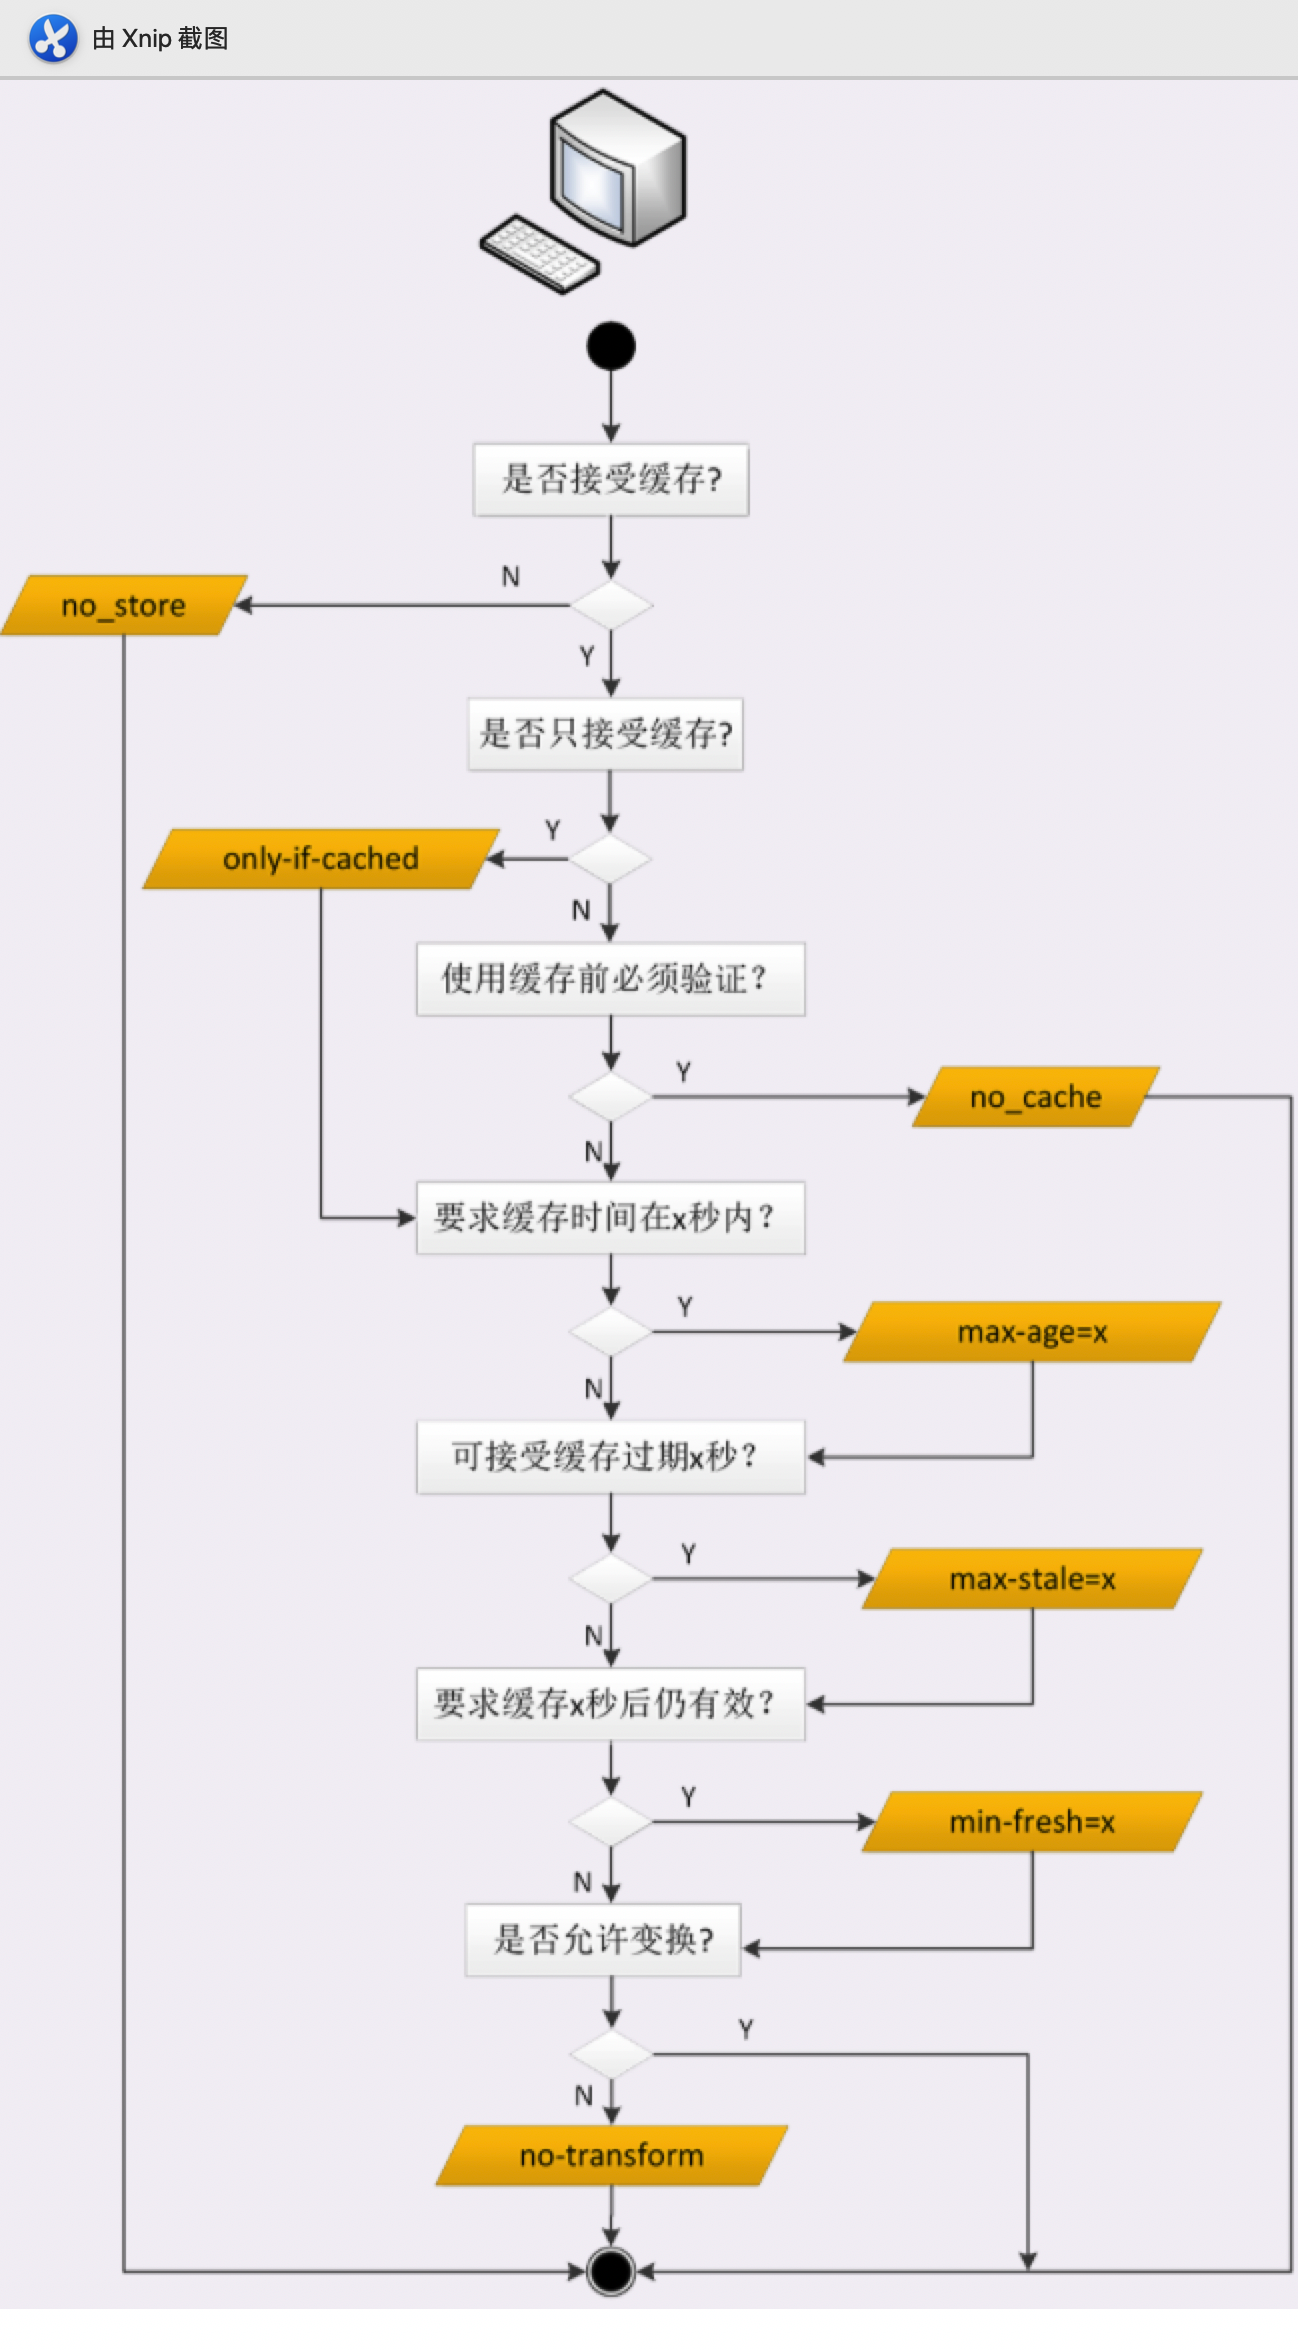 由 Xnip 截图
是否接受缓存?
N
no_store
Y
是否只接受缓存?
Y
only-if-cached
N
使用缓存前必须验证?
Y
no_cache
N
要求缓存时间在x秒内?
Y
max-age=x
N
可接受缓存过期x秒?
Y
max-stale=x
N
要求缓存x秒后仍有效?
Y
min-fresh=x
N
是否允许变换?
Y
N
no-transform